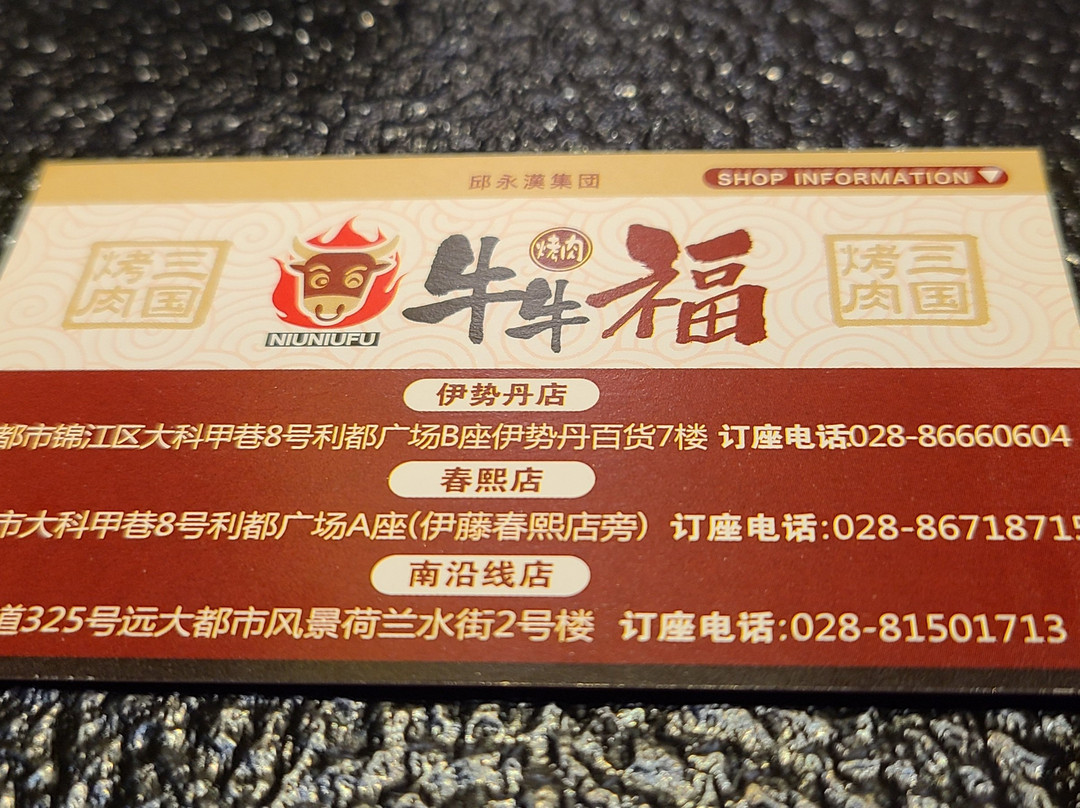 邱永漢集团
SHOP INFORMATION
三国烤肉
NIUNIUFU
牛牛福
烤肉
三国烤肉
伊势丹店
都市锦江区大科甲巷8号利都广场B座伊势丹百货7楼 订座电话:028-86660604
春熙店
市大科甲巷8号利都广场A座(伊藤春熙店旁) 订座电话:028-86718715
南沿线店
道325号远大都市风景荷兰水街2号楼 订座电话:028-81501713